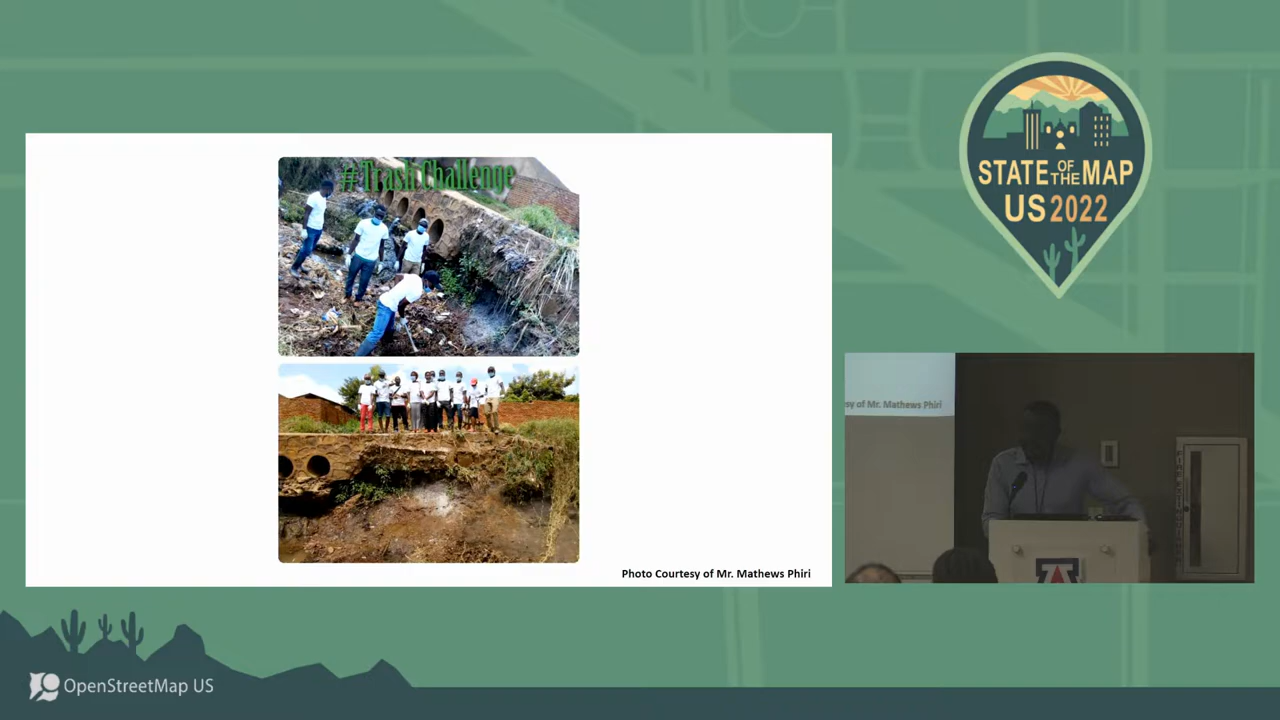 #TrashChallenge
Photo Courtesy of Mr. Mathews Phiri
STATE OF THE MAP
US 2022
sy of Mr. Mathews Phiri
OpenStreetMap US